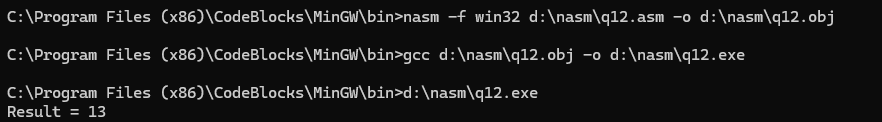 C:\Program Files (x86)\CodeBlocks\MinGW\bin>nasm -f win32 d:\nasm\q12.asm -o d:\nasm\q12.obj
C:\Program Files (x86)\CodeBlocks\MinGW\bin>gcc d:\nasm\q12.obj -o d:\nasm\q12.exe
C:\Program Files (x86)\CodeBlocks\MinGW\bin>d:\nasm\q12.exe
Result = 13